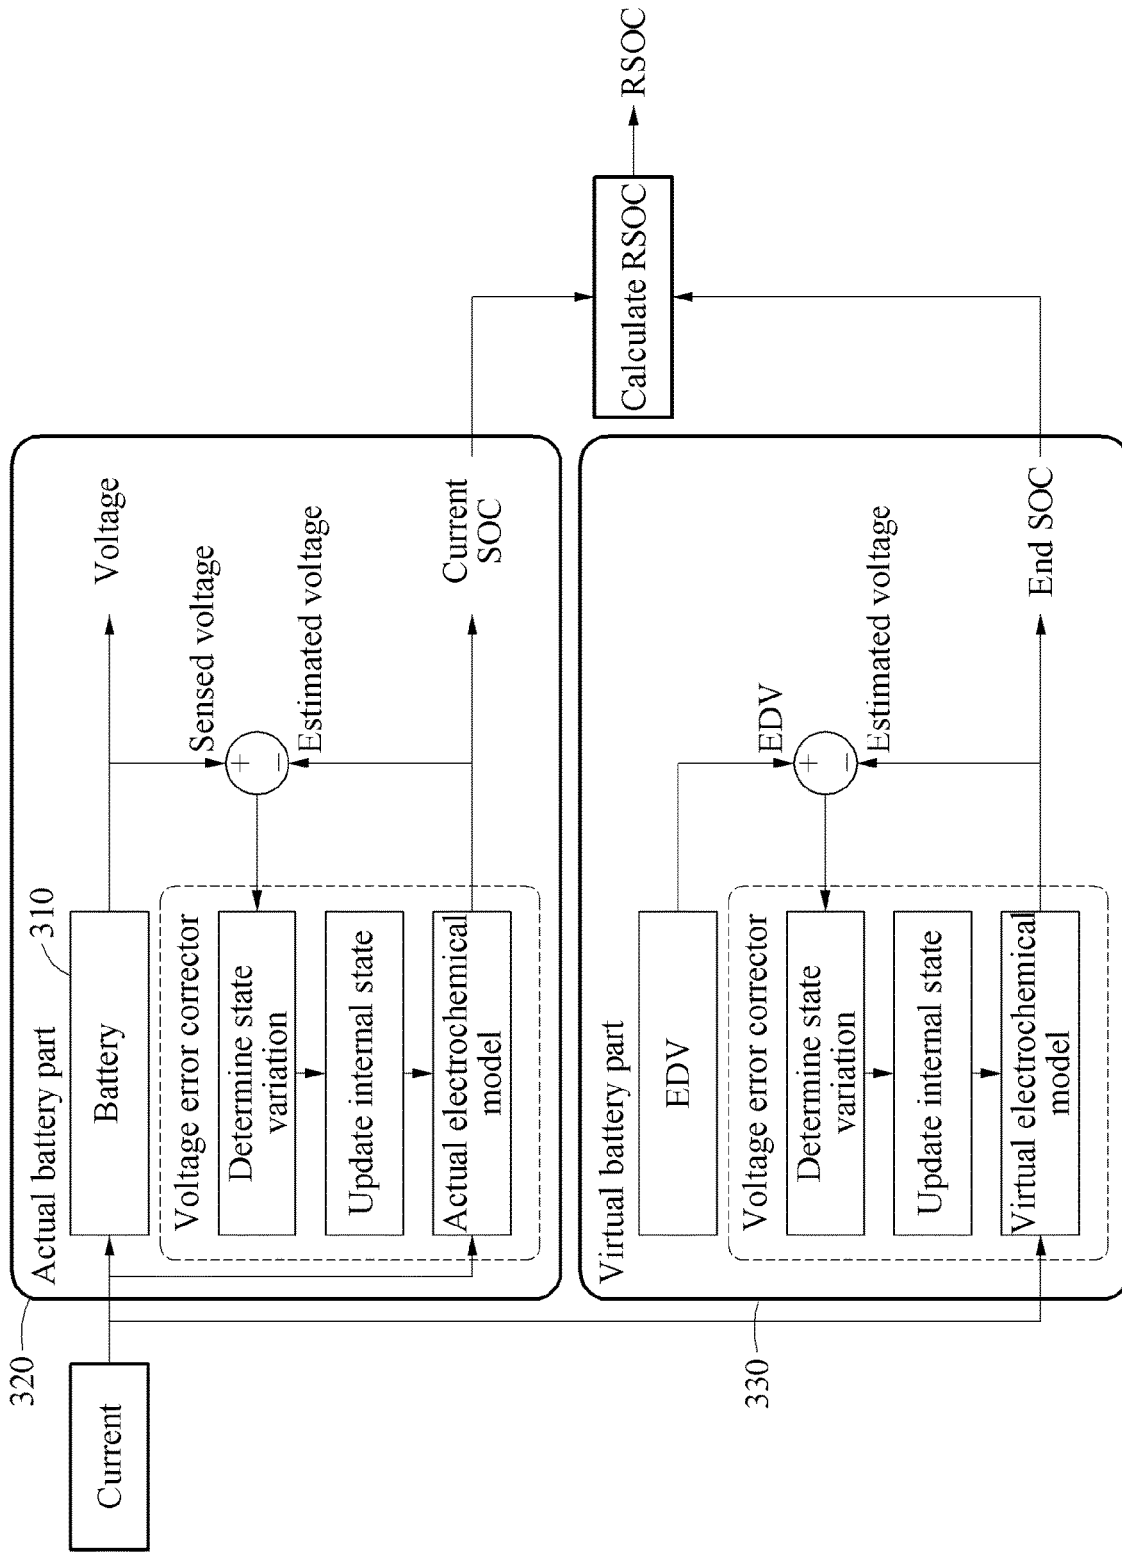 320
Current
Actual battery part
310
Battery
Voltage
Voltage error corrector
Sensed voltage
Determine state
variation
+
−
Update internal state
Estimated voltage
Actual electrochemical
model
Current
SOC
Calculate RSOC
RSOC
330
Virtual battery part
EDV
Voltage error corrector
EDV
Determine state
variation
+
−
Update internal state
Estimated voltage
Virtual electrochemical
model
End SOC